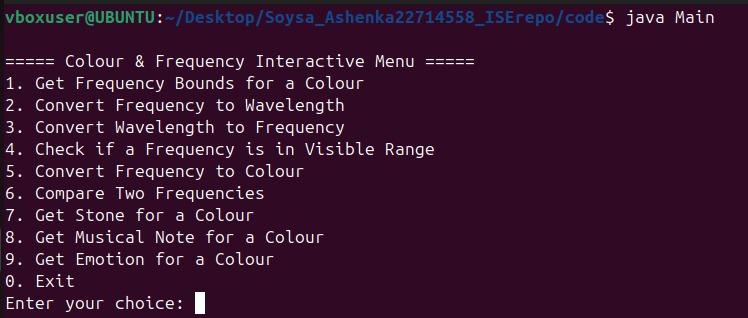 vboxuser@UBUNTU:~/Desktop/Soysa_Ashenka22714558_ISErepo/code$ java Main
===== Colour & Frequency Interactive Menu =====
1. Get Frequency Bounds for a Colour
2. Convert Frequency to Wavelength
3. Convert Wavelength to Frequency
4. Check if a Frequency is in Visible Range
5. Convert Frequency to Colour
6. Compare Two Frequencies
7. Get Stone for a Colour
8. Get Musical Note for a Colour
9. Get Emotion for a Colour
0. Exit
Enter your choice: